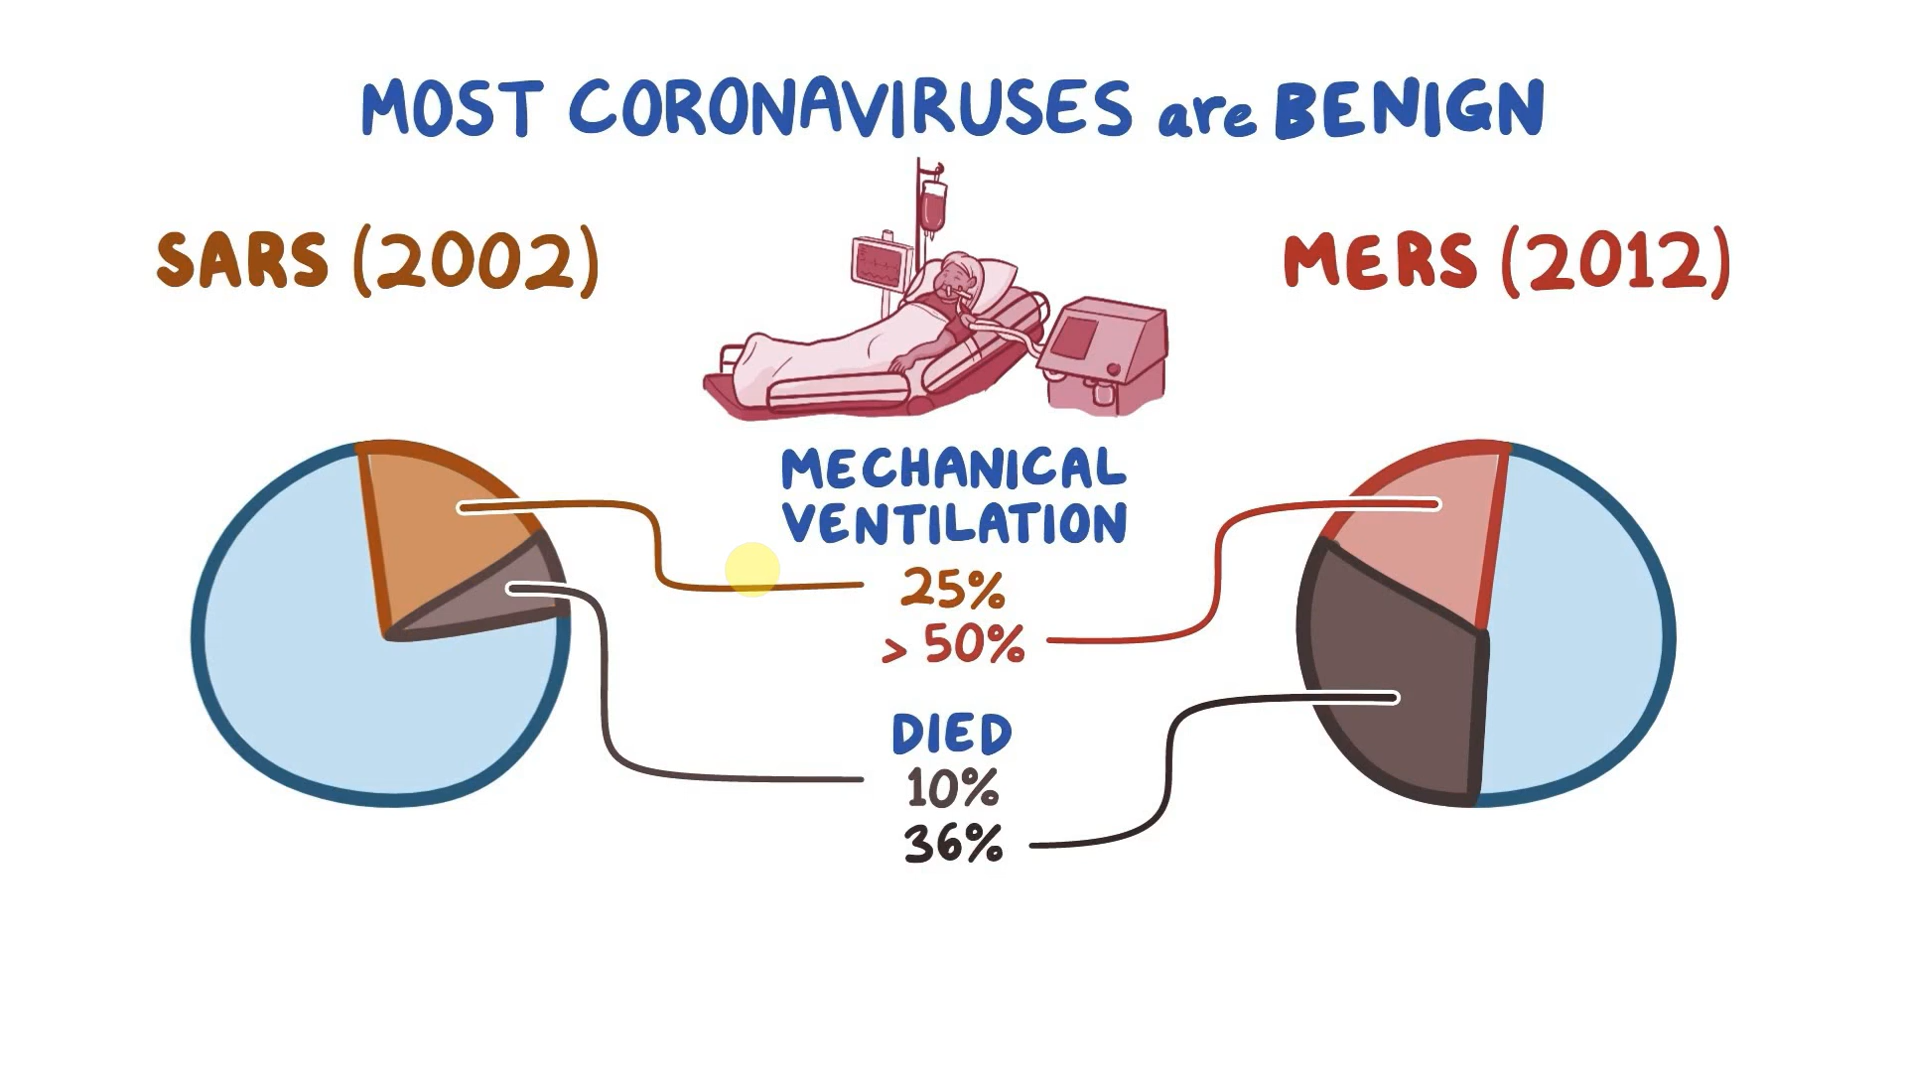 MOST CORONAVIRUSES are BENIGN
SARS (2002)
MERS (2012)
MECHANICAL
VENTILATION
25%
> 50%
DIED
10%
36%